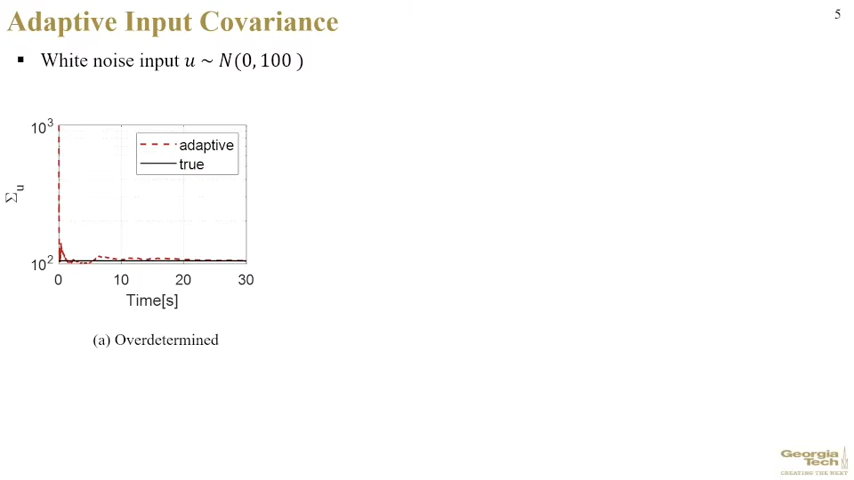 Adaptive Input Covariance
5
▪ White noise input u ~ N(0, 100 )
10³
adaptive
true
Σu
10²
0 10 20 30
Time[s]
(a) Overdetermined
Georgia
Tech
CREATING THE NEXT